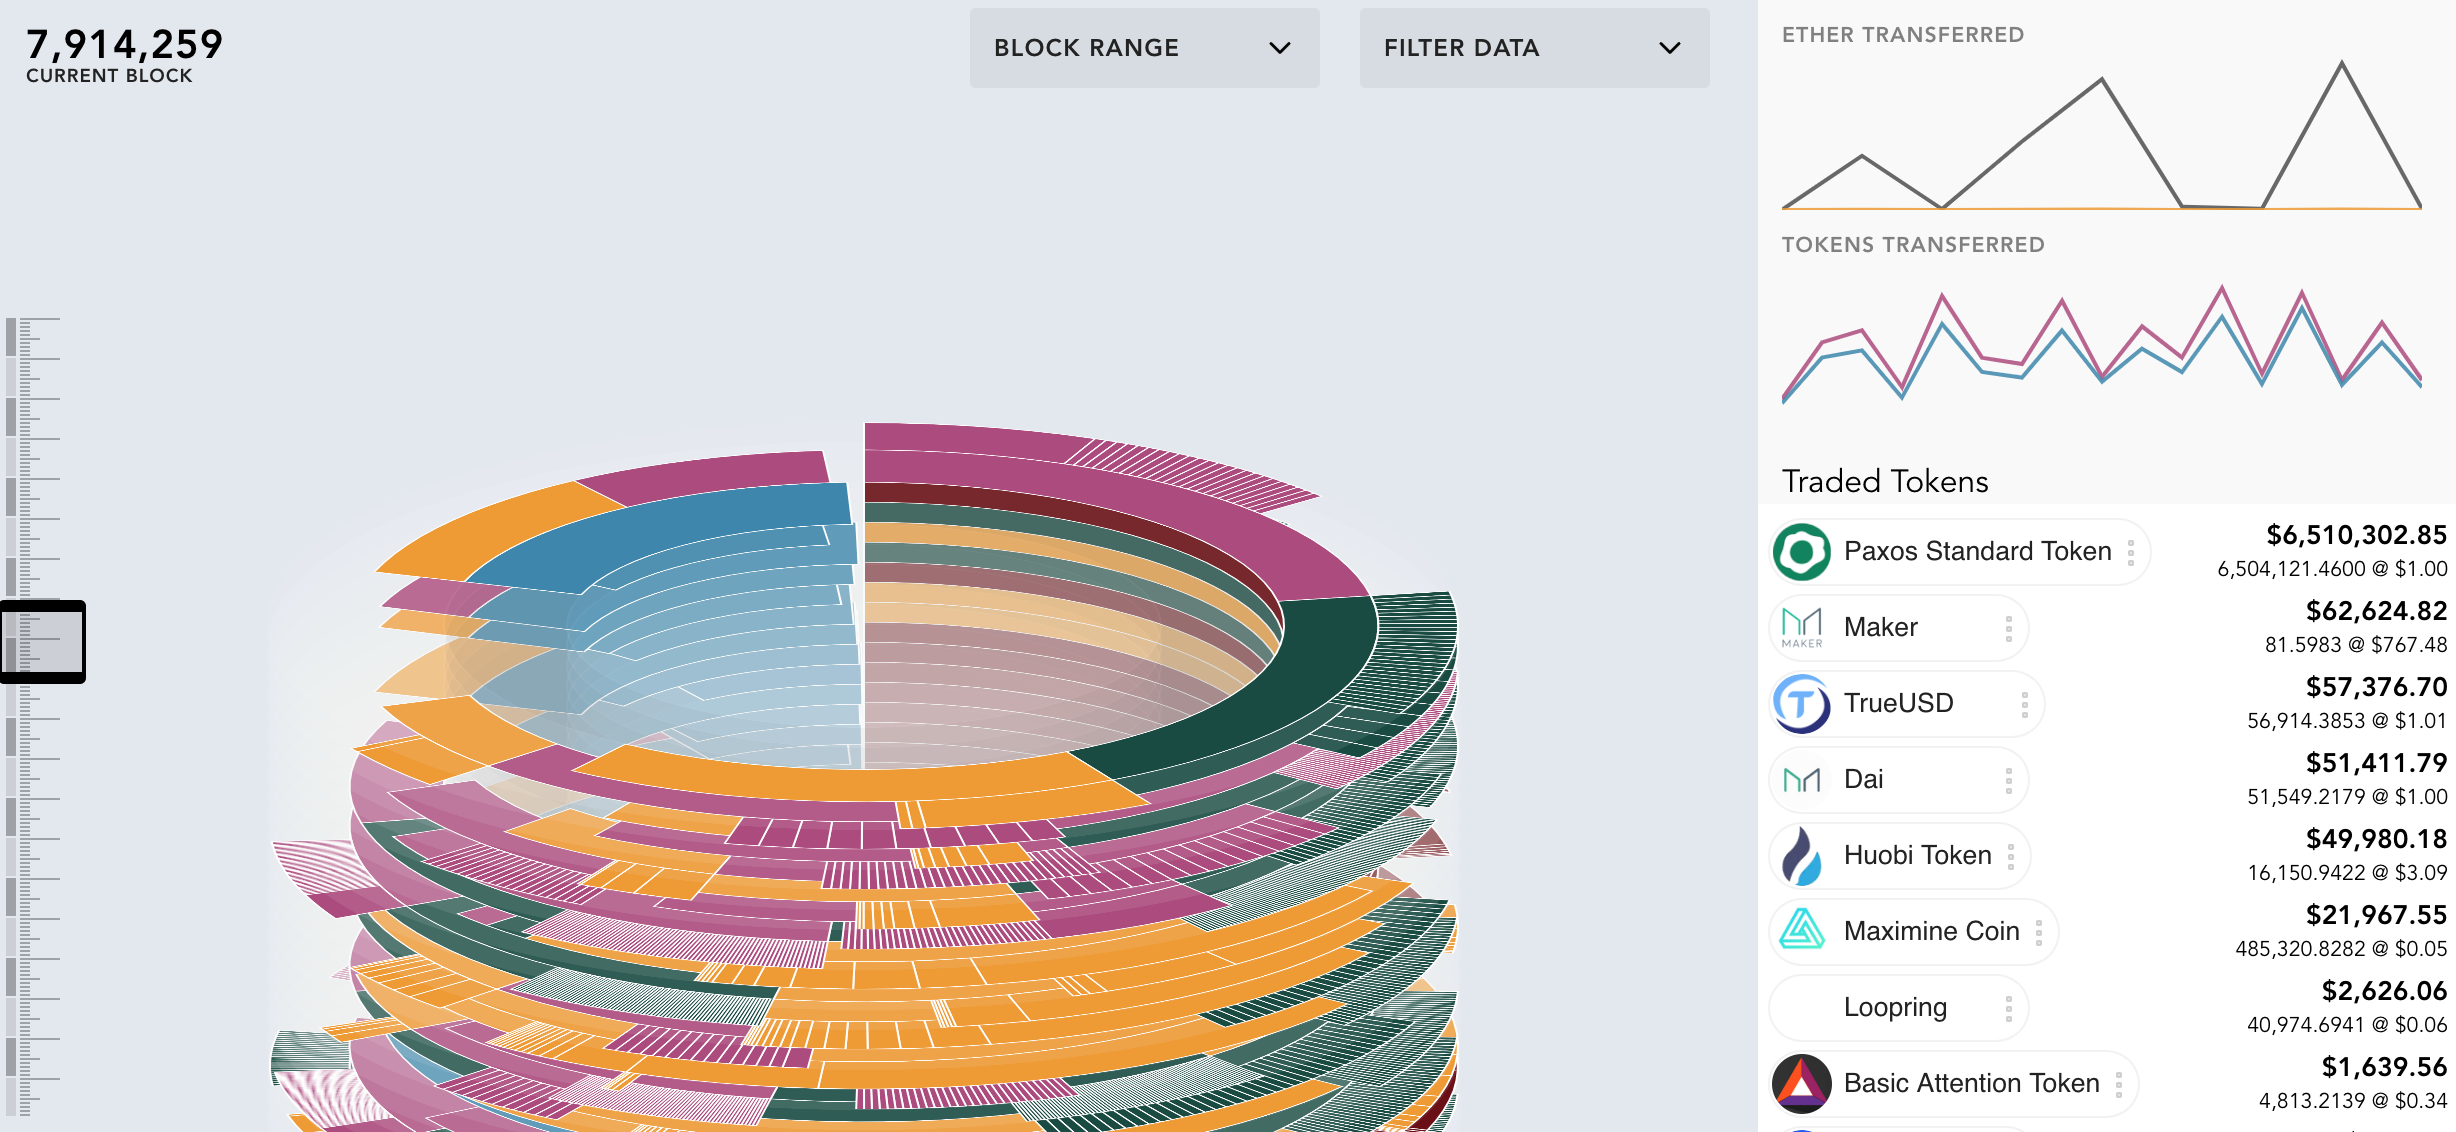 7,914,259
CURRENT BLOCK
BLOCK RANGE
FILTER DATA
ETHER TRANSFERRED
TOKENS TRANSFERRED
Traded Tokens
Paxos Standard Token
$6,510,302.85
6,504,121.4600 @ $1.00
MAKER
Maker
$62,624.82
81.5983 @ $767.48
TrueUSD
$57,376.70
56,914.3853 @ $1.01
Dai
$51,411.79
51,549.2179 @ $1.00
Huobi Token
$49,980.18
16,150.9422 @ $3.09
Maximine Coin
$21,967.55
485,320.8282 @ $0.05
Loopring
$2,626.06
40,974.6941 @ $0.06
Basic Attention Token
$1,639.56
4,813.2139 @ $0.34